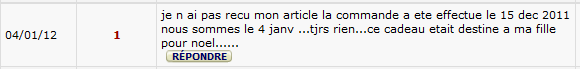 04/01/12
1
je n ai pas recu mon article la commande a ete effectue le 15 dec 2011
nous sommes le 4 janv ...tjrs rien...ce cadeau etait destine a ma fille
pour noel......
RÉPONDRE